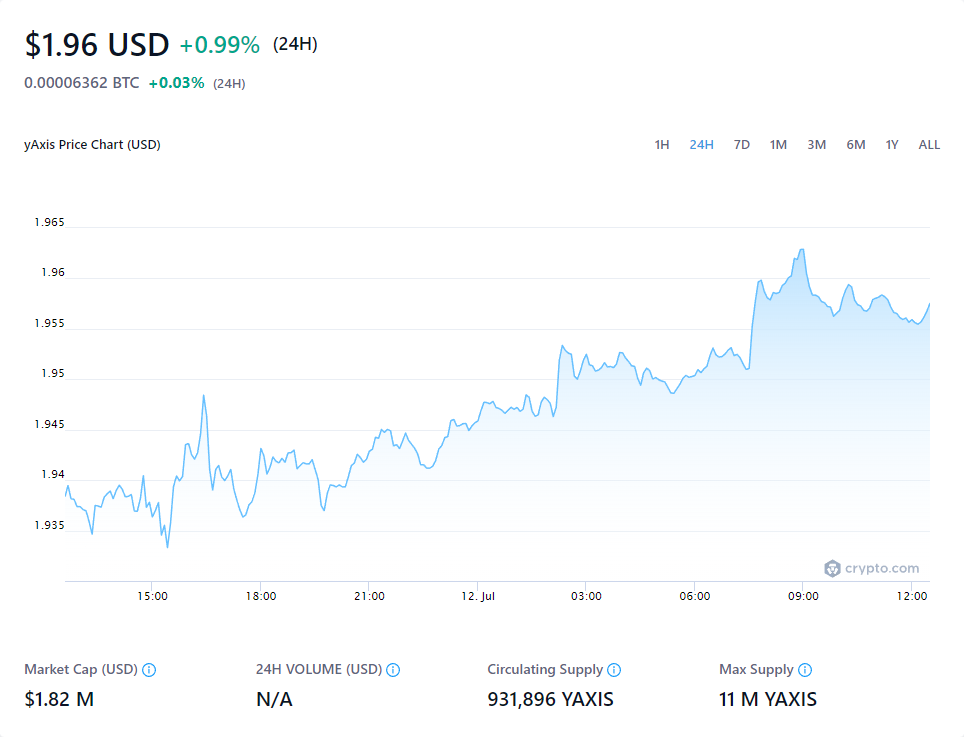 $1.96 USD +0.99% (24H)
0.00006362 BTC +0.03% (24H)
yAxis Price Chart (USD) 1H 24H 7D 1M 3M 6M 1Y ALL
1.965
1.96
1.955
1.95
1.945
1.94
1.935
crypto.com
15:00 18:00 21:00 12. Jul 03:00 06:00 09:00 12:00
Market Cap (USD) 24H VOLUME (USD) Circulating Supply Max Supply
$1.82 M N/A 931,896 YAXIS 11 M YAXIS